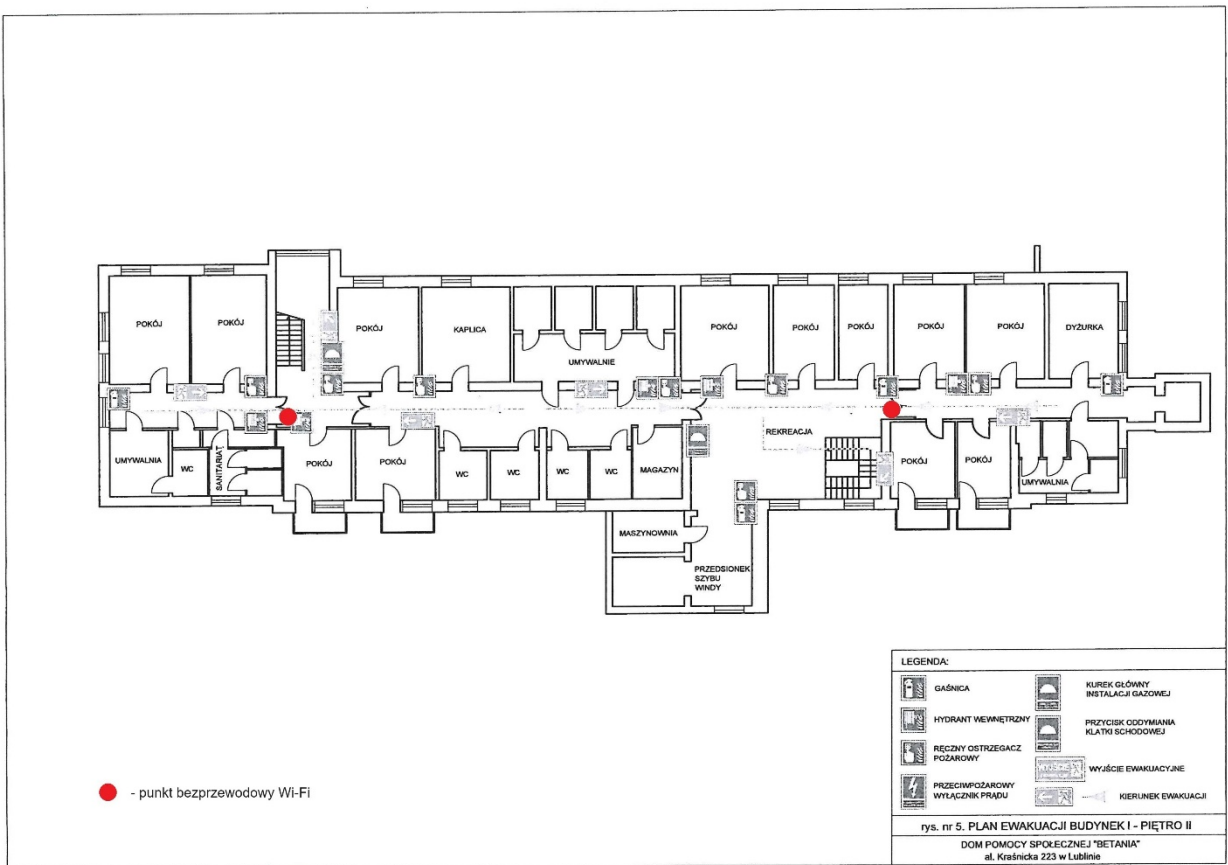 POKÓJ
POKÓJ
POKÓJ
KAPLICA
UMYWALNIE
POKÓJ
POKÓJ
POKÓJ
POKÓJ
POKÓJ
DYŻURKA
REKREACJA
UMYWALNIA
WC
SANITARIAT
POKÓJ
POKÓJ
WC
WC
WC
WC
MAGAZYN
POKÓJ
POKÓJ
UMYWALNIA
MASZYNOWNIA
PRZEDSIONEK
SZYBU
WINDY
LEGENDA:
GAŚNICA
HYDRANT WEWNĘTRZNY
RĘCZNY OSTRZEGACZ
POŻAROWY
PRZECIWPOŻAROWY
WYŁĄCZNIK PRĄDU
KUREK GŁÓWNY
INSTALACJI GAZOWEJ
PRZYCISK ODDYMIANIA
KLATKI SCHODOWEJ
WYJŚCIE EWAKUACYJNE
KIERUNEK EWAKUACJI
rys. nr 5. PLAN EWAKUACJI BUDYNEK I - PIĘTRO II
DOM POMOCY SPOŁECZNEJ "BETANIA"
al. Kraśnicka 223 w Lublinie
- punkt bezprzewodowy Wi-Fi